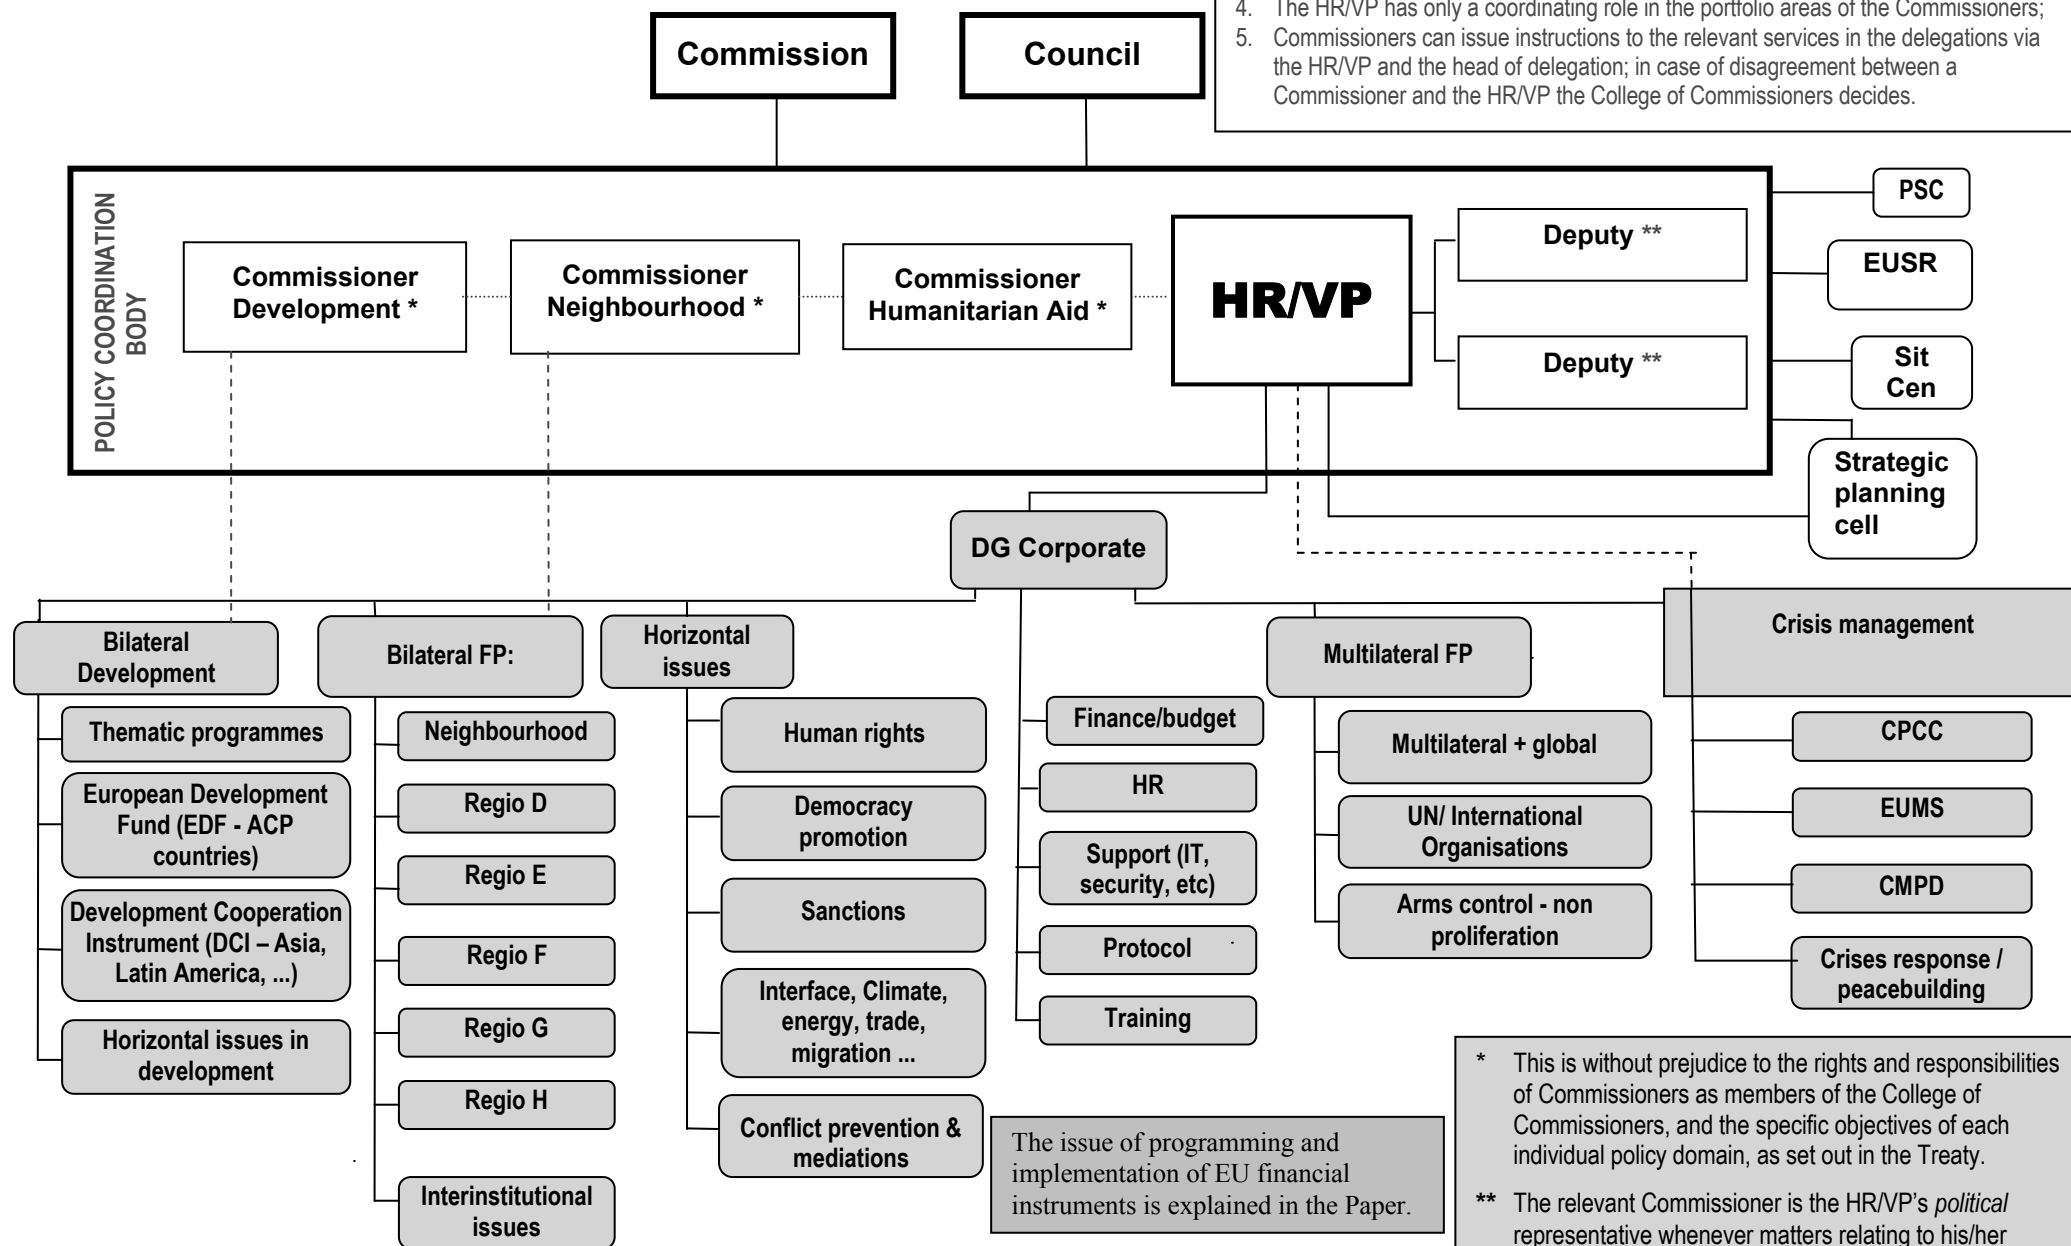 4. The HR/VP has only a coordinating role in the portfolio areas of the Commissioners;
5. Commissioners can issue instructions to the relevant services in the delegations via
the HR/VP and the head of delegation; in case of disagreement between a
Commissioner and the HR/VP the College of Commissioners decides.
Commission
Council
POLICY COORDINATION
BODY
Commissioner
Development *
Commissioner
Neighbourhood *
Commissioner
Humanitarian Aid *
HR/VP
Deputy **
Deputy **
PSC
EUSR
Sit
Cen
Strategic
planning
cell
DG Corporate
Bilateral
Development
Thematic programmes
European Development
Fund (EDF - ACP
countries)
Development Cooperation
Instrument (DCI – Asia,
Latin America, ...)
Horizontal issues in
development
Bilateral FP:
Neighbourhood
Regio D
Regio E
Regio F
Regio G
Regio H
Interinstitutional
issues
Horizontal
issues
Human rights
Democracy
promotion
Sanctions
Interface, Climate,
energy, trade,
migration ...
Conflict prevention &
mediations
Finance/budget
HR
Support (IT,
security, etc)
Protocol
Training
Multilateral FP
Multilateral + global
UN/ International
Organisations
Arms control - non
proliferation
Crisis management
CPCC
EUMS
CMPD
Crises response /
peacebuilding
The issue of programming and
implementation of EU financial
instruments is explained in the Paper.
* This is without prejudice to the rights and responsibilities
of Commissioners as members of the College of
Commissioners, and the specific objectives of each
individual policy domain, as set out in the Treaty.
** The relevant Commissioner is the HR/VP's political
representative whenever matters relating to his/her